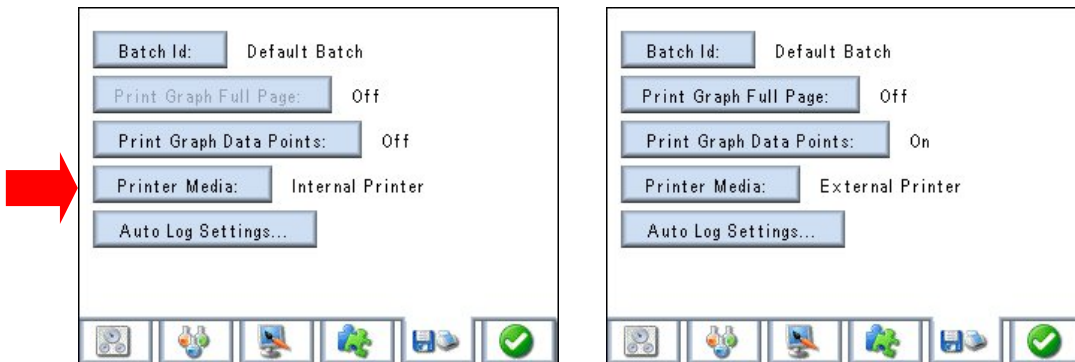 Batch Id: Default Batch
Print Graph Full Page: Off
Print Graph Data Points: Off
Printer Media: Internal Printer
Auto Log Settings...
Batch Id: Default Batch
Print Graph Full Page: Off
Print Graph Data Points: On
Printer Media: External Printer
Auto Log Settings...